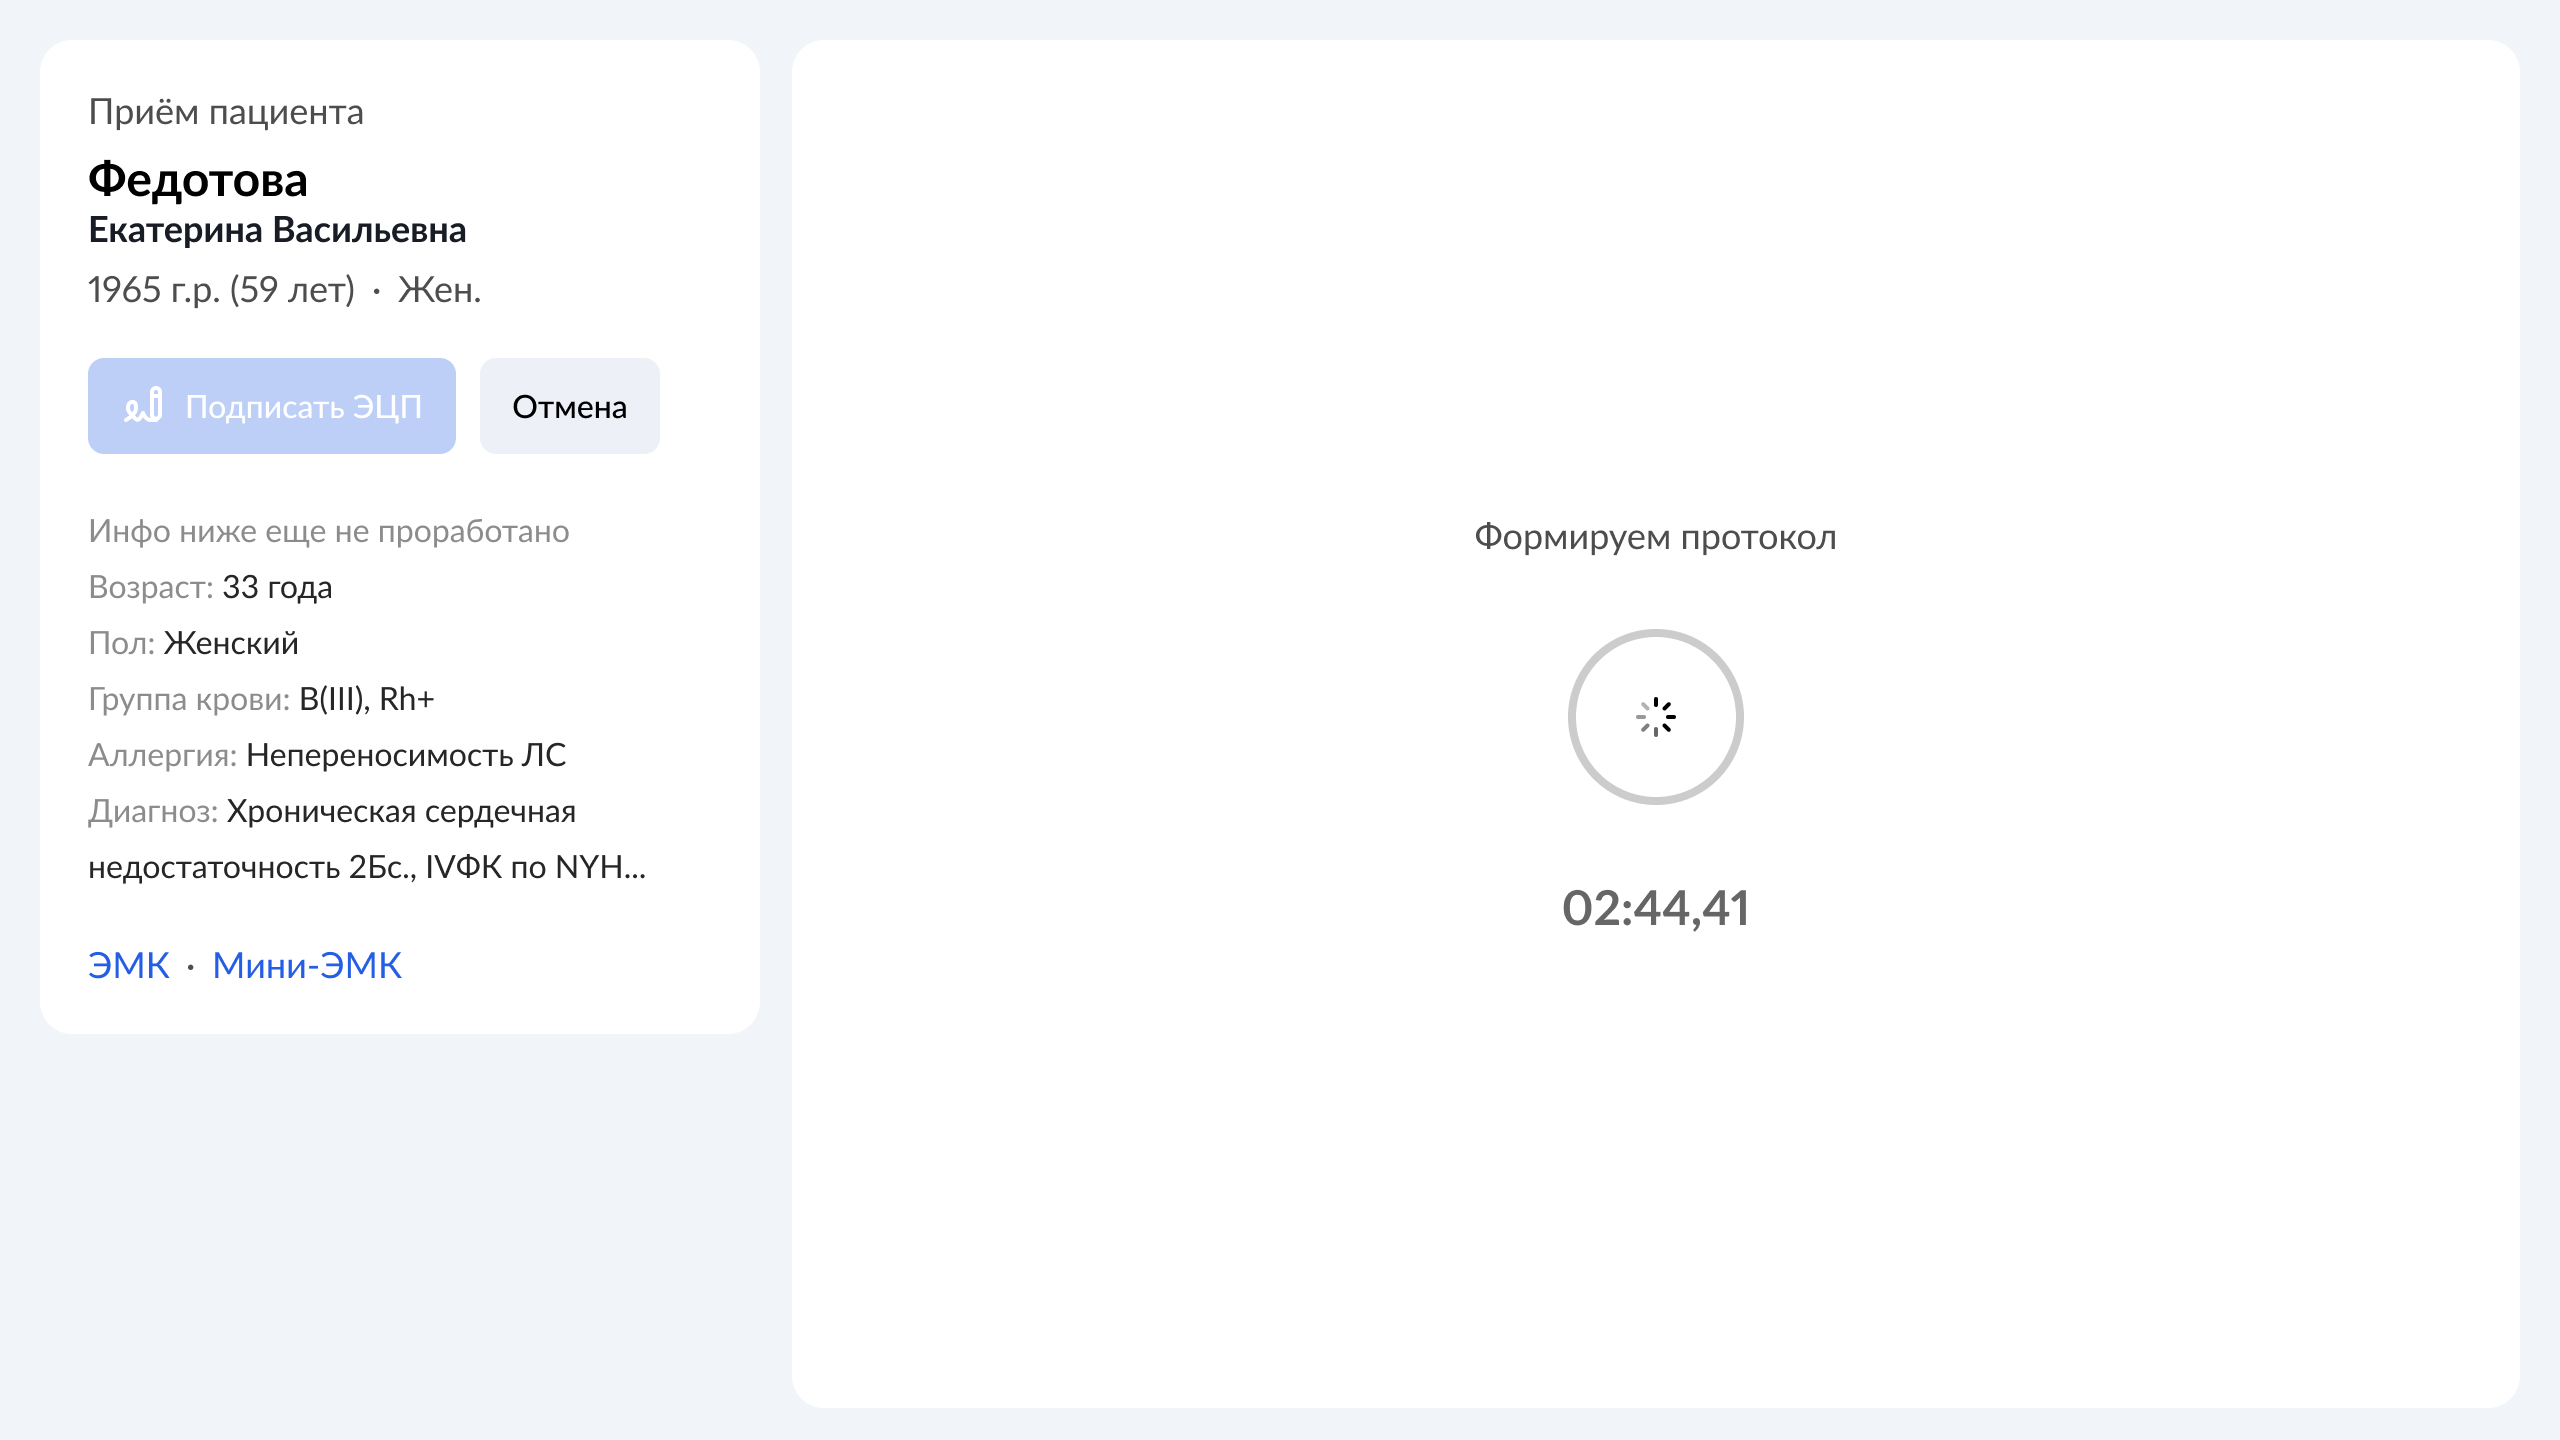 Приём пациента
Федотова
Екатерина Васильевна
1965 г.р. (59 лет) · Жен.
Подписать ЭЦП
Отмена
Инфо ниже еще не проработано
Возраст: 33 года
Пол: Женский
Группа крови: B(III), Rh+
Аллергия: Непереносимость ЛС
Диагноз: Хроническая сердечная
недостаточность 2Бс., IVФК по NYH...
ЭМК · Мини-ЭМК
Формируем протокол
02:44,41